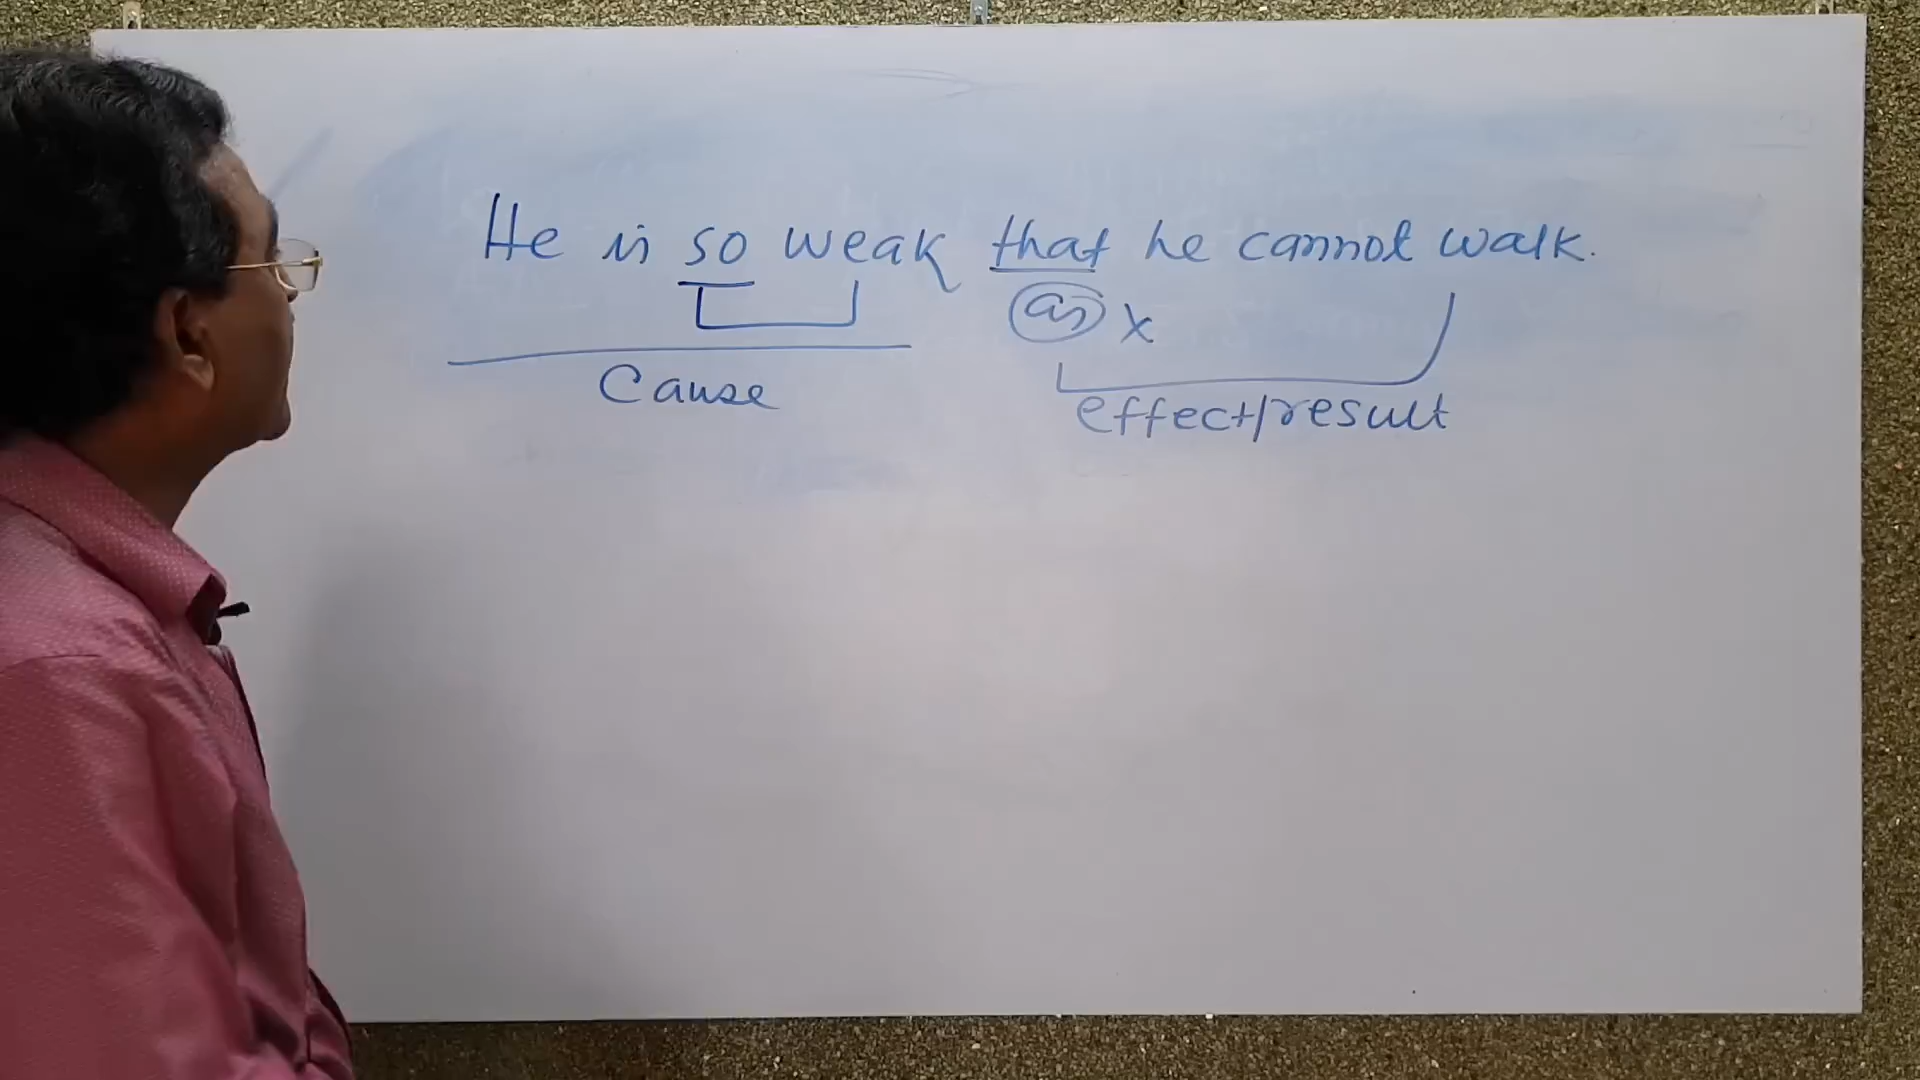 He is so weak that he cannot walk.
as x
Cause
effect/result